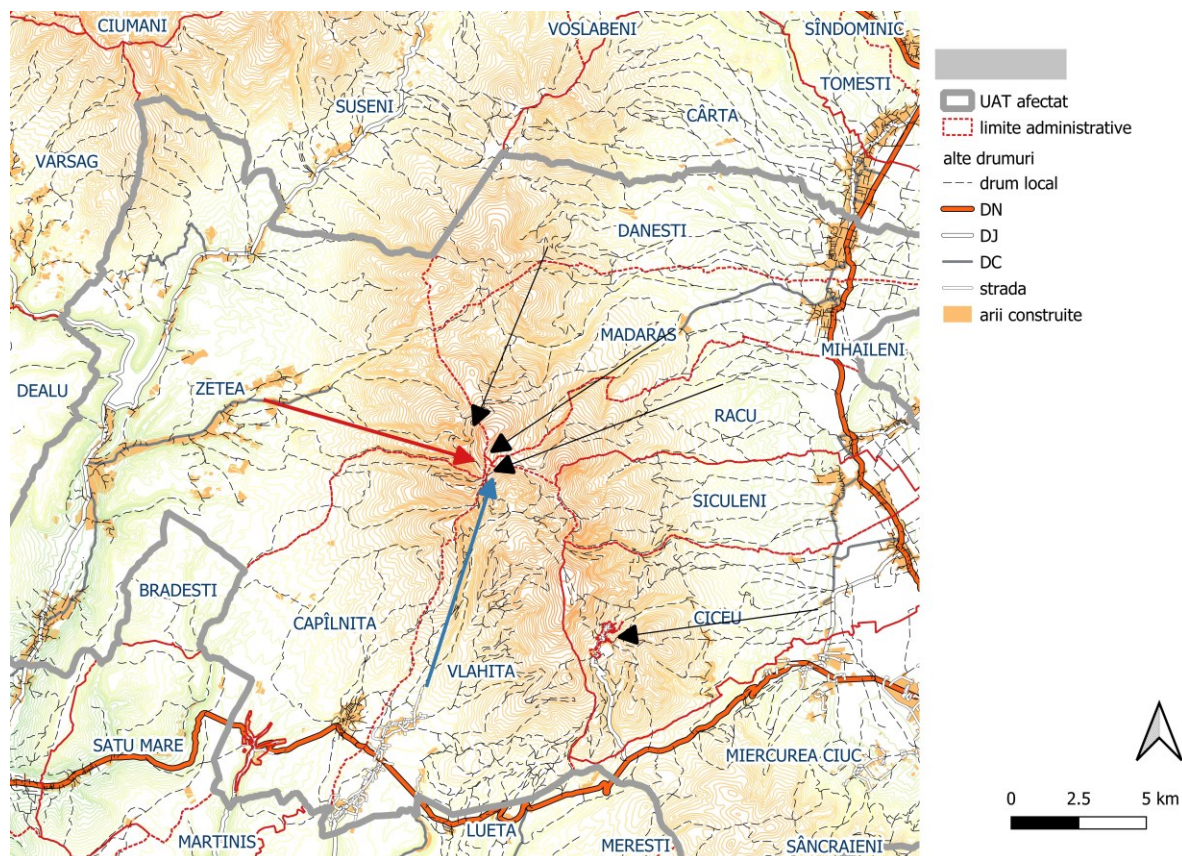 CIUMANI
VOSLABENI
SÎNDOMINIC
TOMESTI
SUSENI
CÂRTA
VARSAG
DANESTI
MADARAS
MIHAILENI
DEALU
ZETEA
RACU
SICULENI
BRADESTI
CAPÎLNITA
CICEU
VLAHITA
SATU MARE
MIERCUREA CIUC
LUETA
MARTINIS
MERESTI
SÂNCRAIENI
UAT afectat
limite administrative
alte drumuri
drum local
DN
DJ
DC
strada
arii construite
0 2.5 5 km